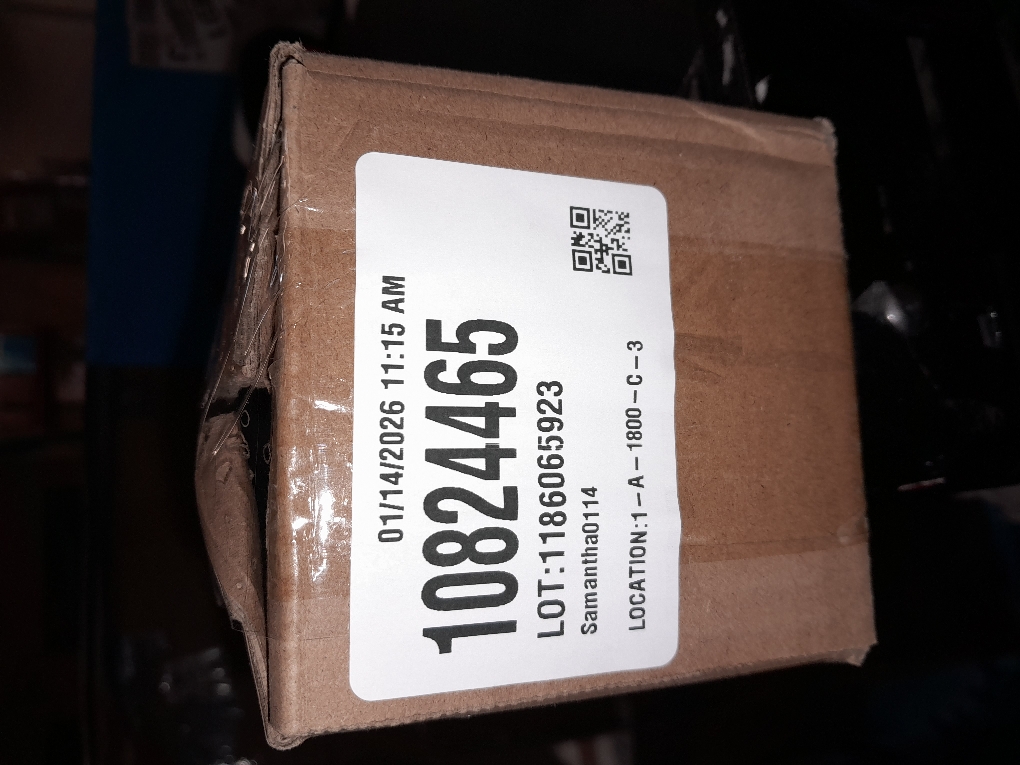 01/14/2026 11:15 AM
10824465
LOT:1186065923
Samantha0114
LOCATION:1-A-1800-C-3